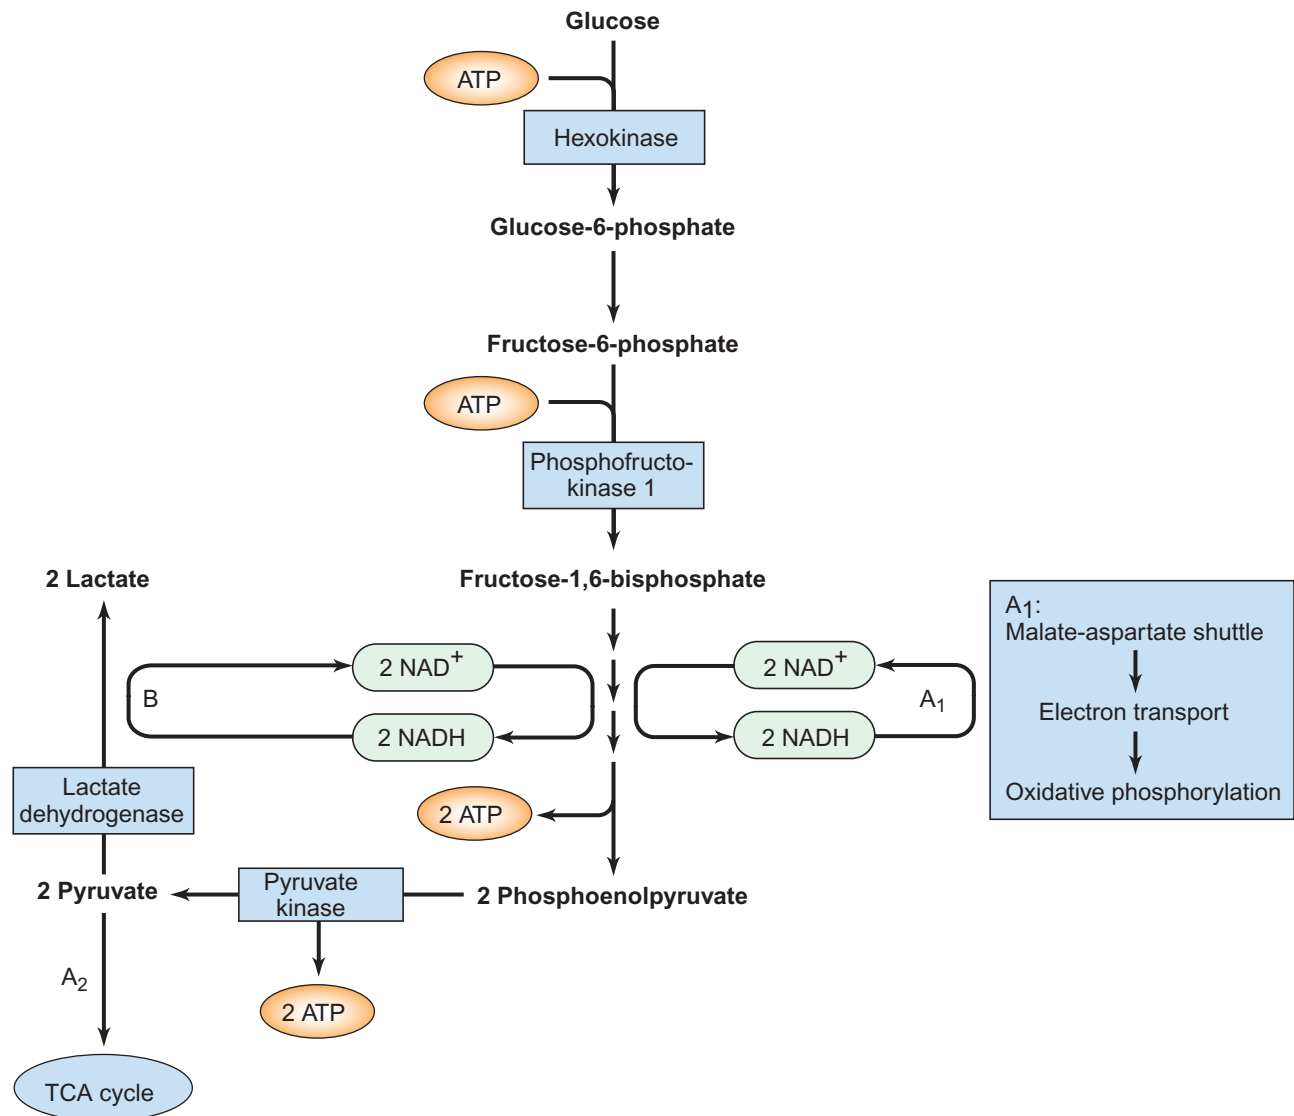 Glucose
ATP
Hexokinase
Glucose-6-phosphate
Fructose-6-phosphate
ATP
Phosphofructo-
kinase 1
2 Lactate
Fructose-1,6-bisphosphate
A1:
Malate-aspartate shuttle
Electron transport
Oxidative phosphorylation
B
2 NAD+
2 NADH
2 NAD+
2 NADH
A1
Lactate
dehydrogenase
2 ATP
2 Pyruvate
Pyruvate
kinase
2 Phosphoenolpyruvate
A2
2 ATP
TCA cycle